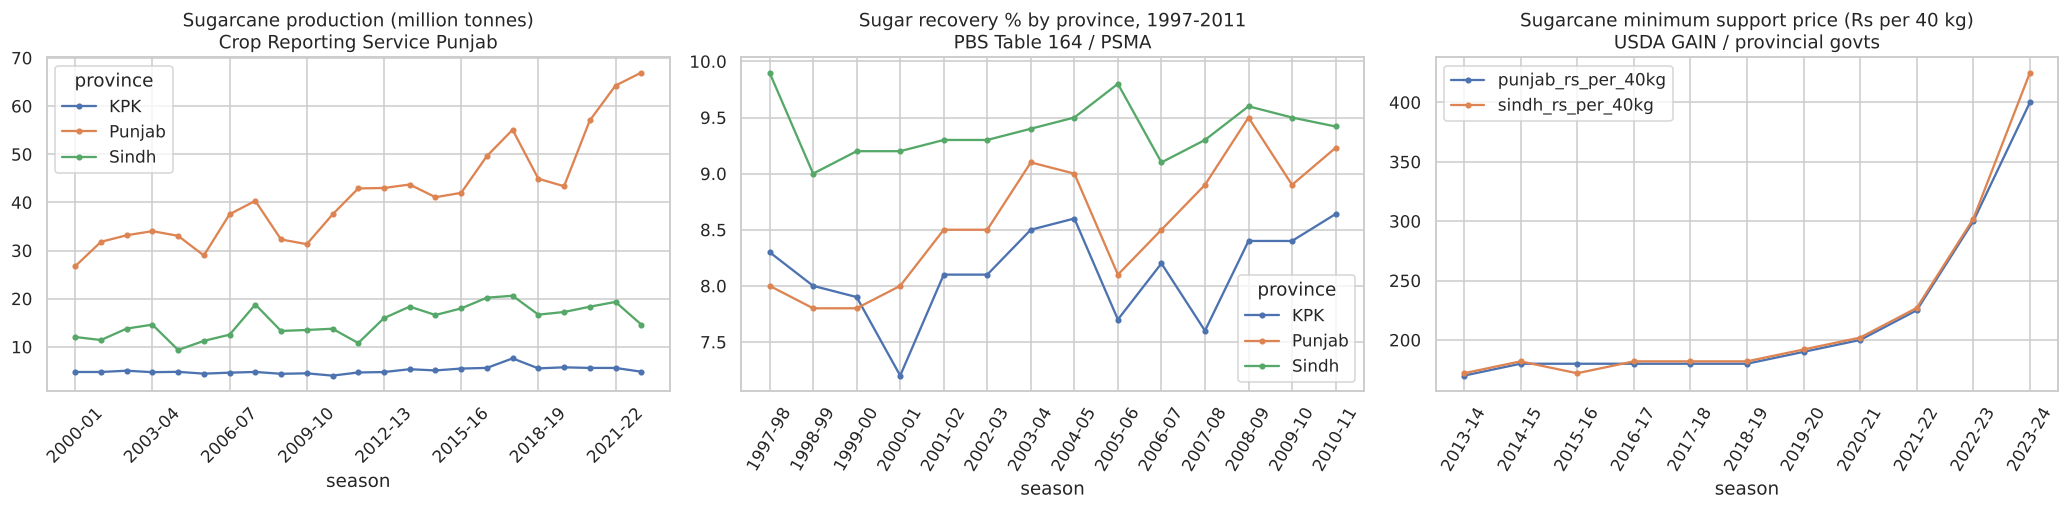 Sugarcane production (million tonnes)
Crop Reporting Service Punjab
70
60
50
40
30
20
10
province
KPK
Punjab
Sindh
2000-01
2003-04
2006-07
2009-10
2012-13
2015-16
2018-19
2021-22
season
Sugar recovery % by province, 1997-2011
PBS Table 164 / PSMA
10.0
9.5
9.0
8.5
8.0
7.5
province
KPK
Punjab
Sindh
1997-98
1998-99
1999-00
2000-01
2001-02
2002-03
2003-04
2004-05
2005-06
2006-07
2007-08
2008-09
2009-10
2010-11
season
Sugarcane minimum support price (Rs per 40 kg)
USDA GAIN / provincial govts
punjab_rs_per_40kg
sindh_rs_per_40kg
400
350
300
250
200
2013-14
2014-15
2015-16
2016-17
2017-18
2018-19
2019-20
2020-21
2021-22
2022-23
2023-24
season